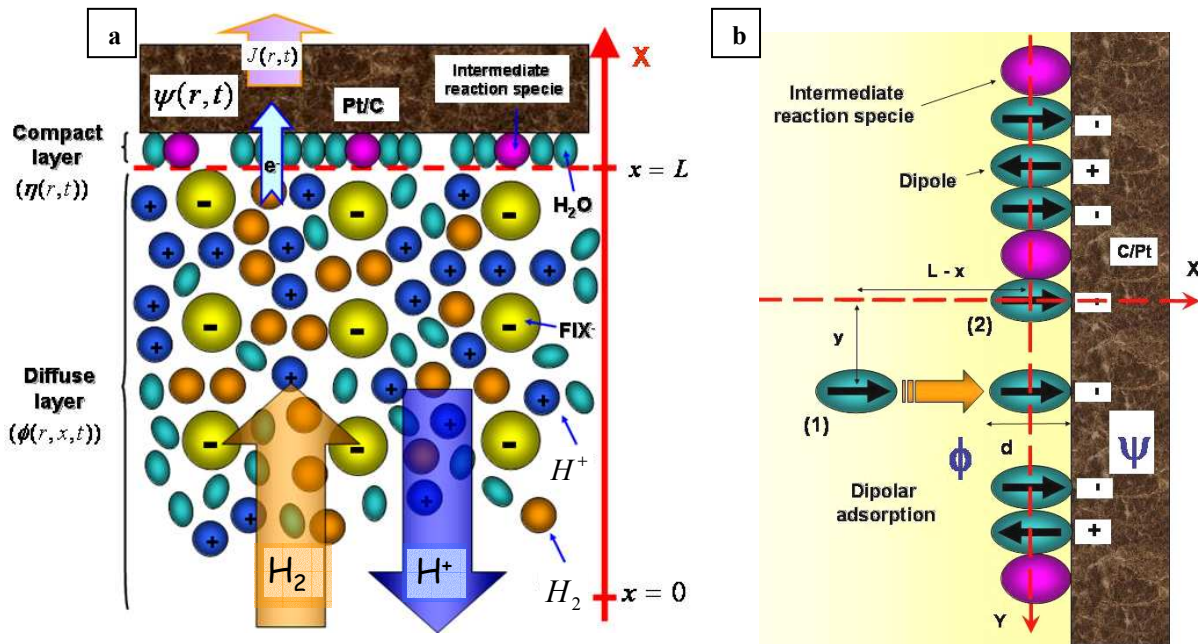 a
J(r,t)
ψ(r,t)
Pt/C
Intermediate
reaction specie
X
Compact
layer
(η(r,t))
e-
x = L
H₂O
FIX-
Diffuse
layer
(ϕ(r,x,t))
H⁺
H₂
H₂
H⁺
x = 0
b
Intermediate
reaction specie
-
+
Dipole
-
C/Pt
L - x
X
(2)
-
y
(1)
-
ϕ
d
Ψ
Dipolar
adsorption
-
+
Y